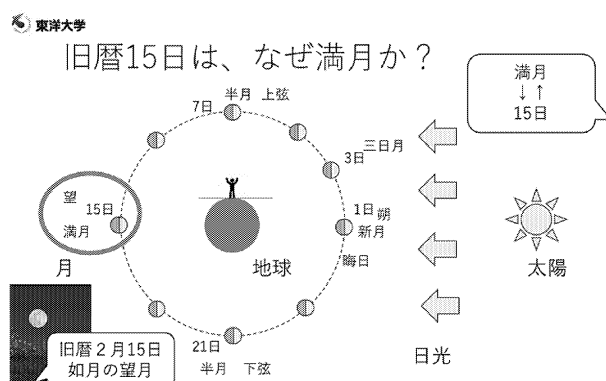 東洋大学
旧暦15日は、なぜ満月か？
満月
↓ ↑
15日
半月 上弦
7日
三日月
3日
望
15日
満月
1日 朔
新月
晦日
月
地球
太陽
旧暦２月15日
如月の望月
21日
半月 下弦
日光